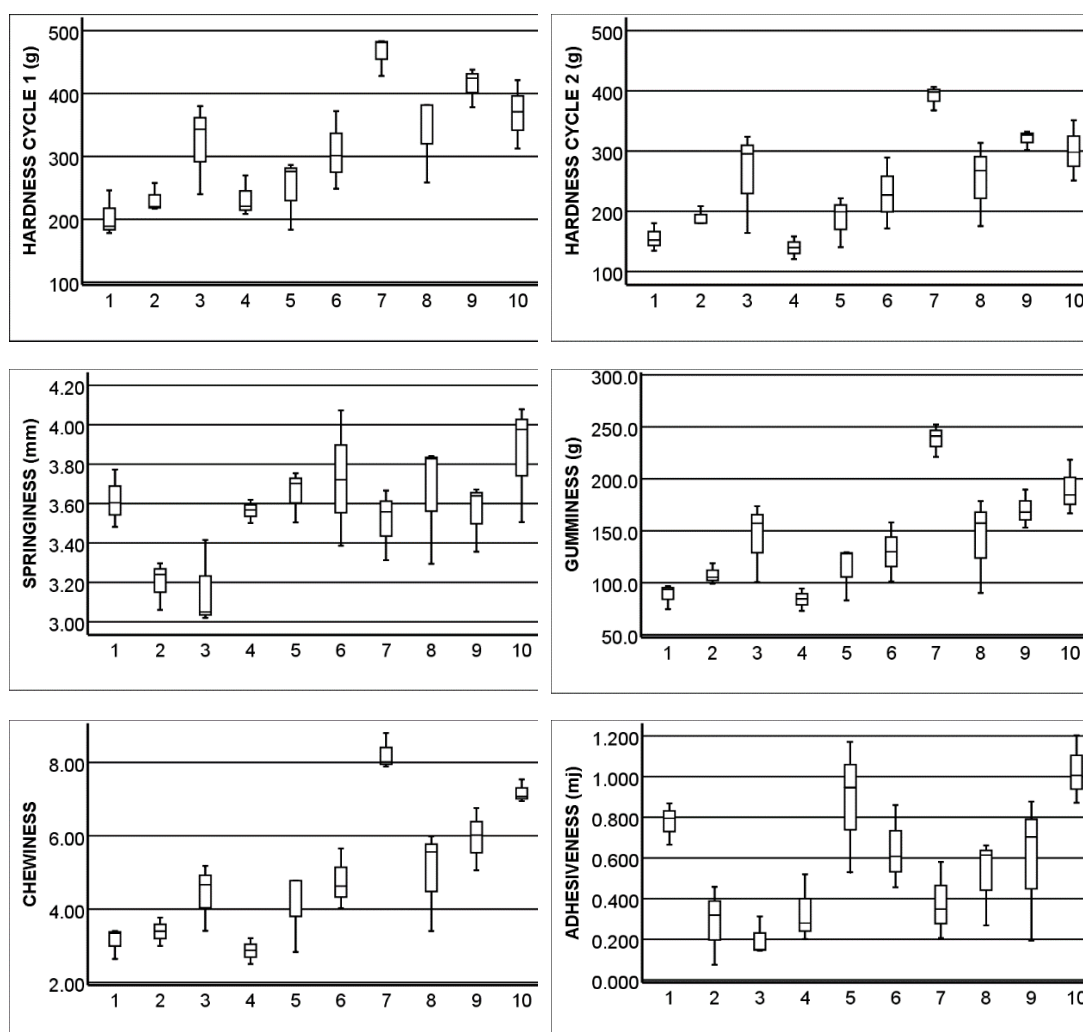 HARDNESS CYCLE 1 (g)
500
400
300
200
100
1 2 3 4 5 6 7 8 9 10
HARDNESS CYCLE 2 (g)
500
400
300
200
100
1 2 3 4 5 6 7 8 9 10
SPRINGINESS (mm)
4.20
4.00
3.80
3.60
3.40
3.20
3.00
1 2 3 4 5 6 7 8 9 10
GUMMINESS (g)
300.0
250.0
200.0
150.0
100.0
50.0
1 2 3 4 5 6 7 8 9 10
CHEWINESS
8.00
6.00
4.00
2.00
1 2 3 4 5 6 7 8 9 10
ADHESIVENESS (mj)
1.200
1.000
0.800
0.600
0.400
0.200
0.000
1 2 3 4 5 6 7 8 9 10